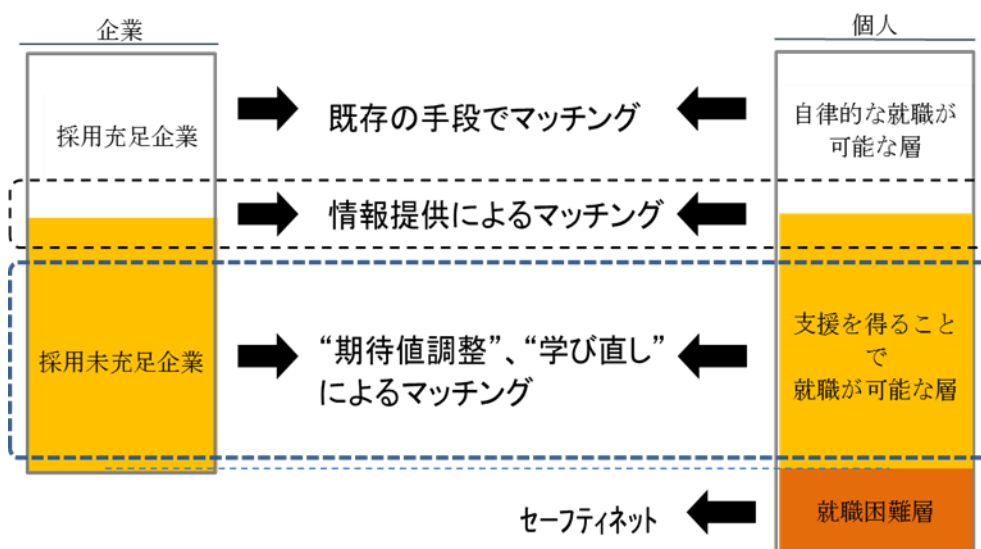 企業
個人
採用充足企業
既存の手段でマッチング
自律的な就職が
可能な層
情報提供によるマッチング
採用未充足企業
“期待値調整”、“学び直し”
によるマッチング
支援を得ること
で
就職が可能な層
セーフティネット
就職困難層